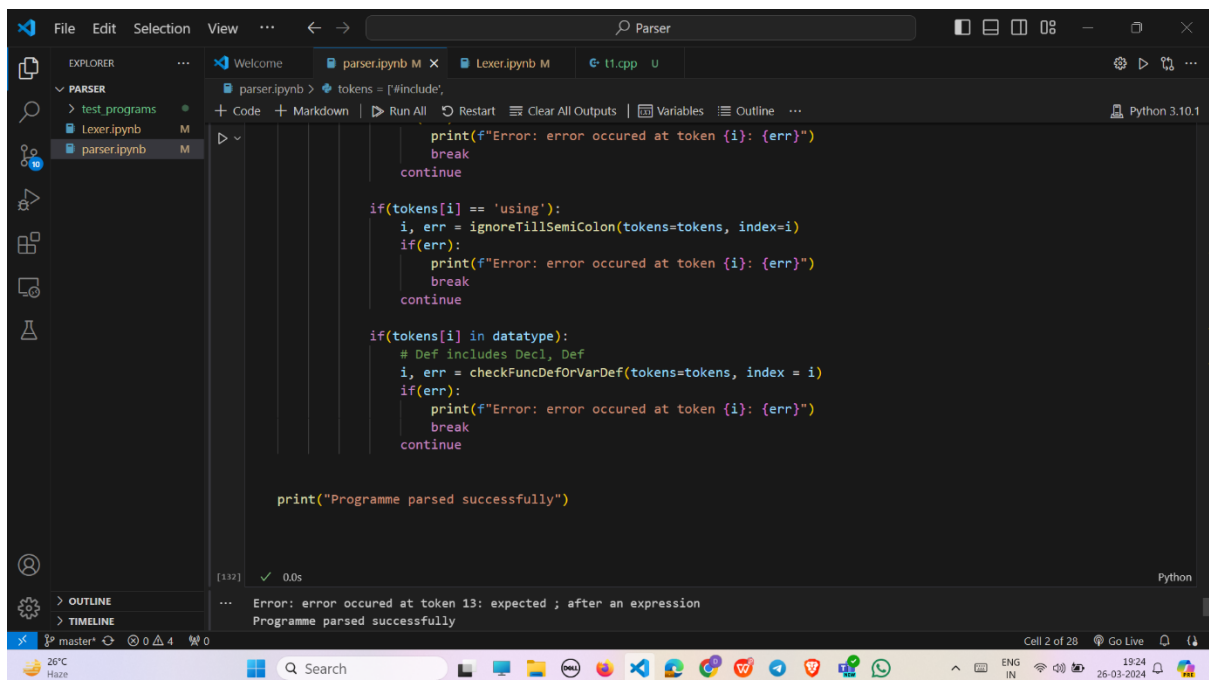 File Edit Selection View ··· Parser
EXPLORER ··· Welcome parser.ipynb M Lexer.ipynb M t1.cpp U
PARSER parser.ipynb > tokens = ['#include',
test_programs + Code + Markdown Run All Restart Clear All Outputs Variables Outline ··· Python 3.10.1
Lexer.ipynb M
parser.ipynb M
print(f"Error: error occured at token {i}: {err}")
break
continue
if(tokens[i] == 'using'):
i, err = ignoreTillSemiColon(tokens=tokens, index=i)
if(err):
print(f"Error: error occured at token {i}: {err}")
break
continue
if(tokens[i] in datatype):
# Def includes Decl, Def
i, err = checkFuncDefOrVarDef(tokens=tokens, index = i)
if(err):
print(f"Error: error occured at token {i}: {err}")
break
continue
print("Programme parsed successfully")
[132] 0.0s Python
OUTLINE ··· Error: error occured at token 13: expected ; after an expression
TIMELINE Programme parsed successfully
master* 0 4 0 Cell 2 of 28 Go Live
26°C Search ENG 19:24
Haze IN 26-03-2024